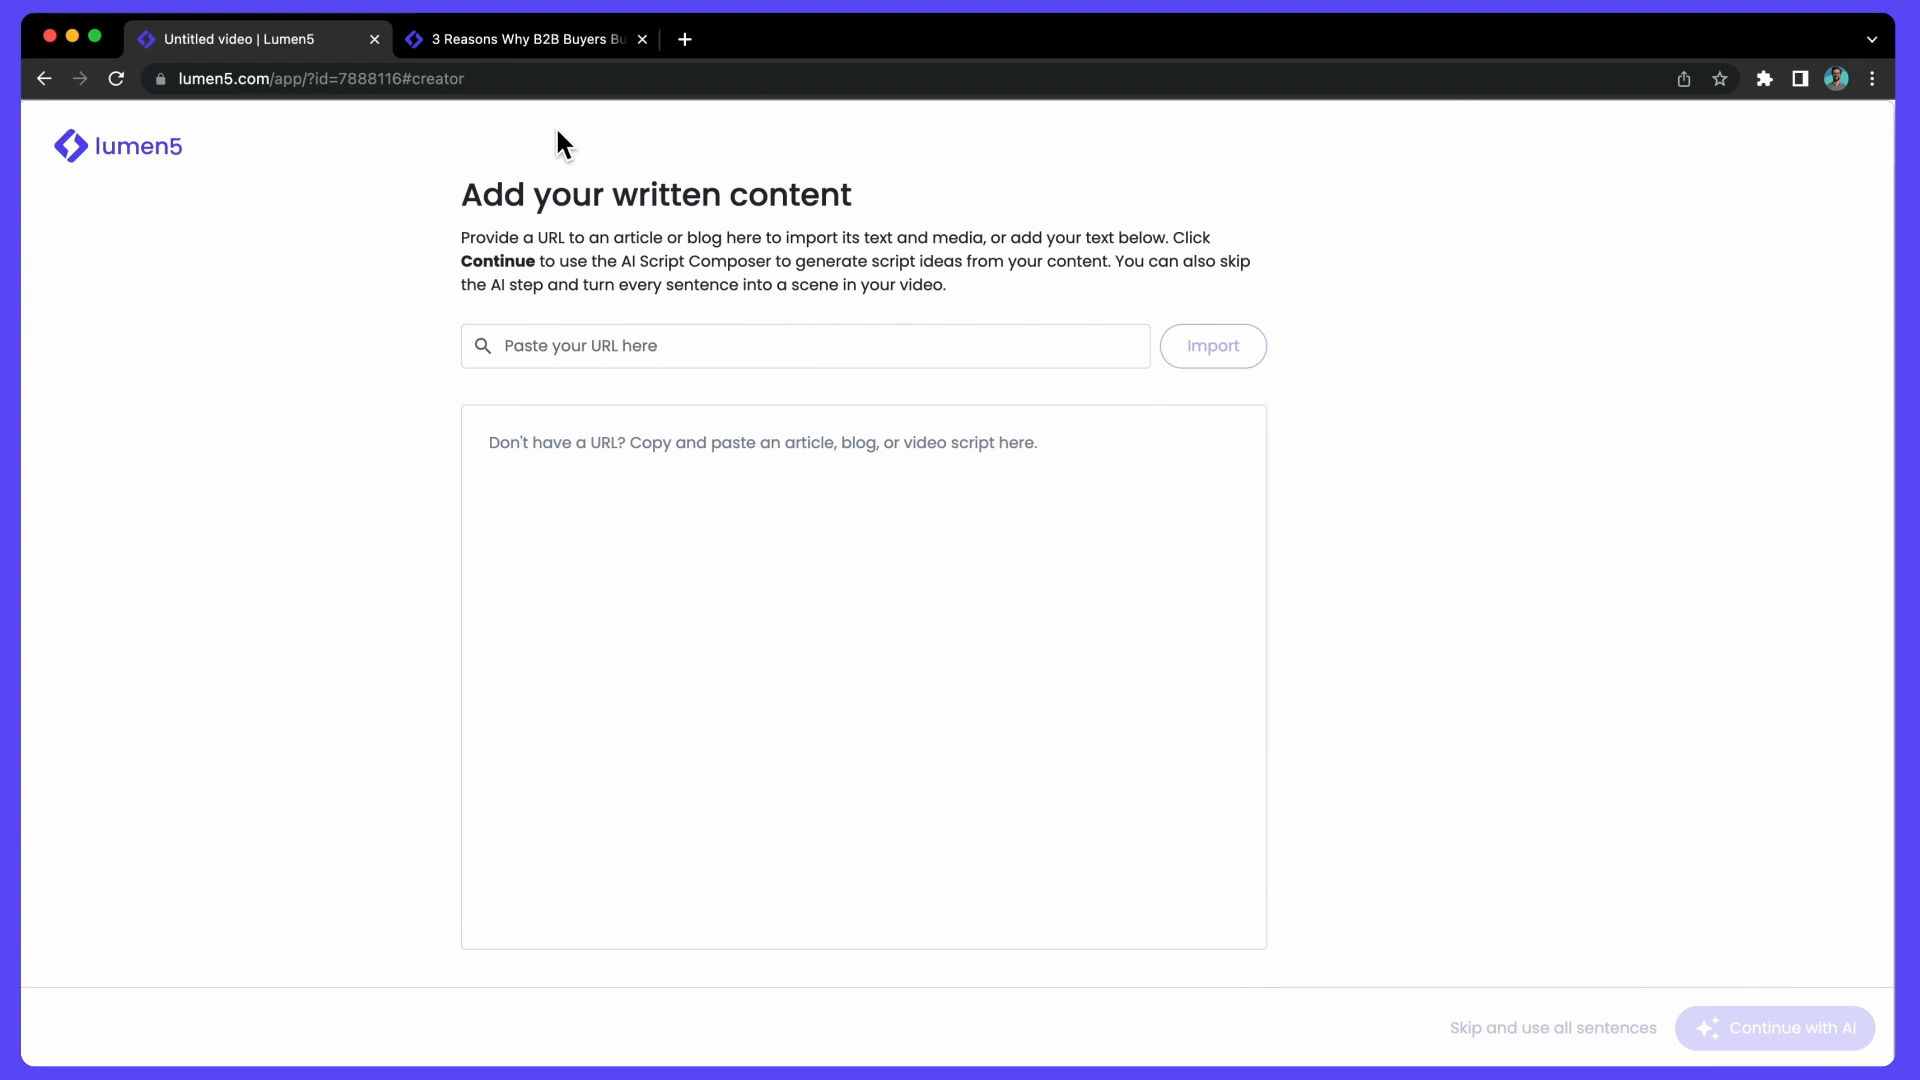 Untitled video | Lumen5
3 Reasons Why B2B Buyers Bu
lumen5.com/app/?id=7888116#creator
lumen5
Add your written content
Provide a URL to an article or blog here to import its text and media, or add your text below. Click
Continue to use the AI Script Composer to generate script ideas from your content. You can also skip
the AI step and turn every sentence into a scene in your video.
Paste your URL here
Import
Don't have a URL? Copy and paste an article, blog, or video script here.
Skip and use all sentences
Continue with AI